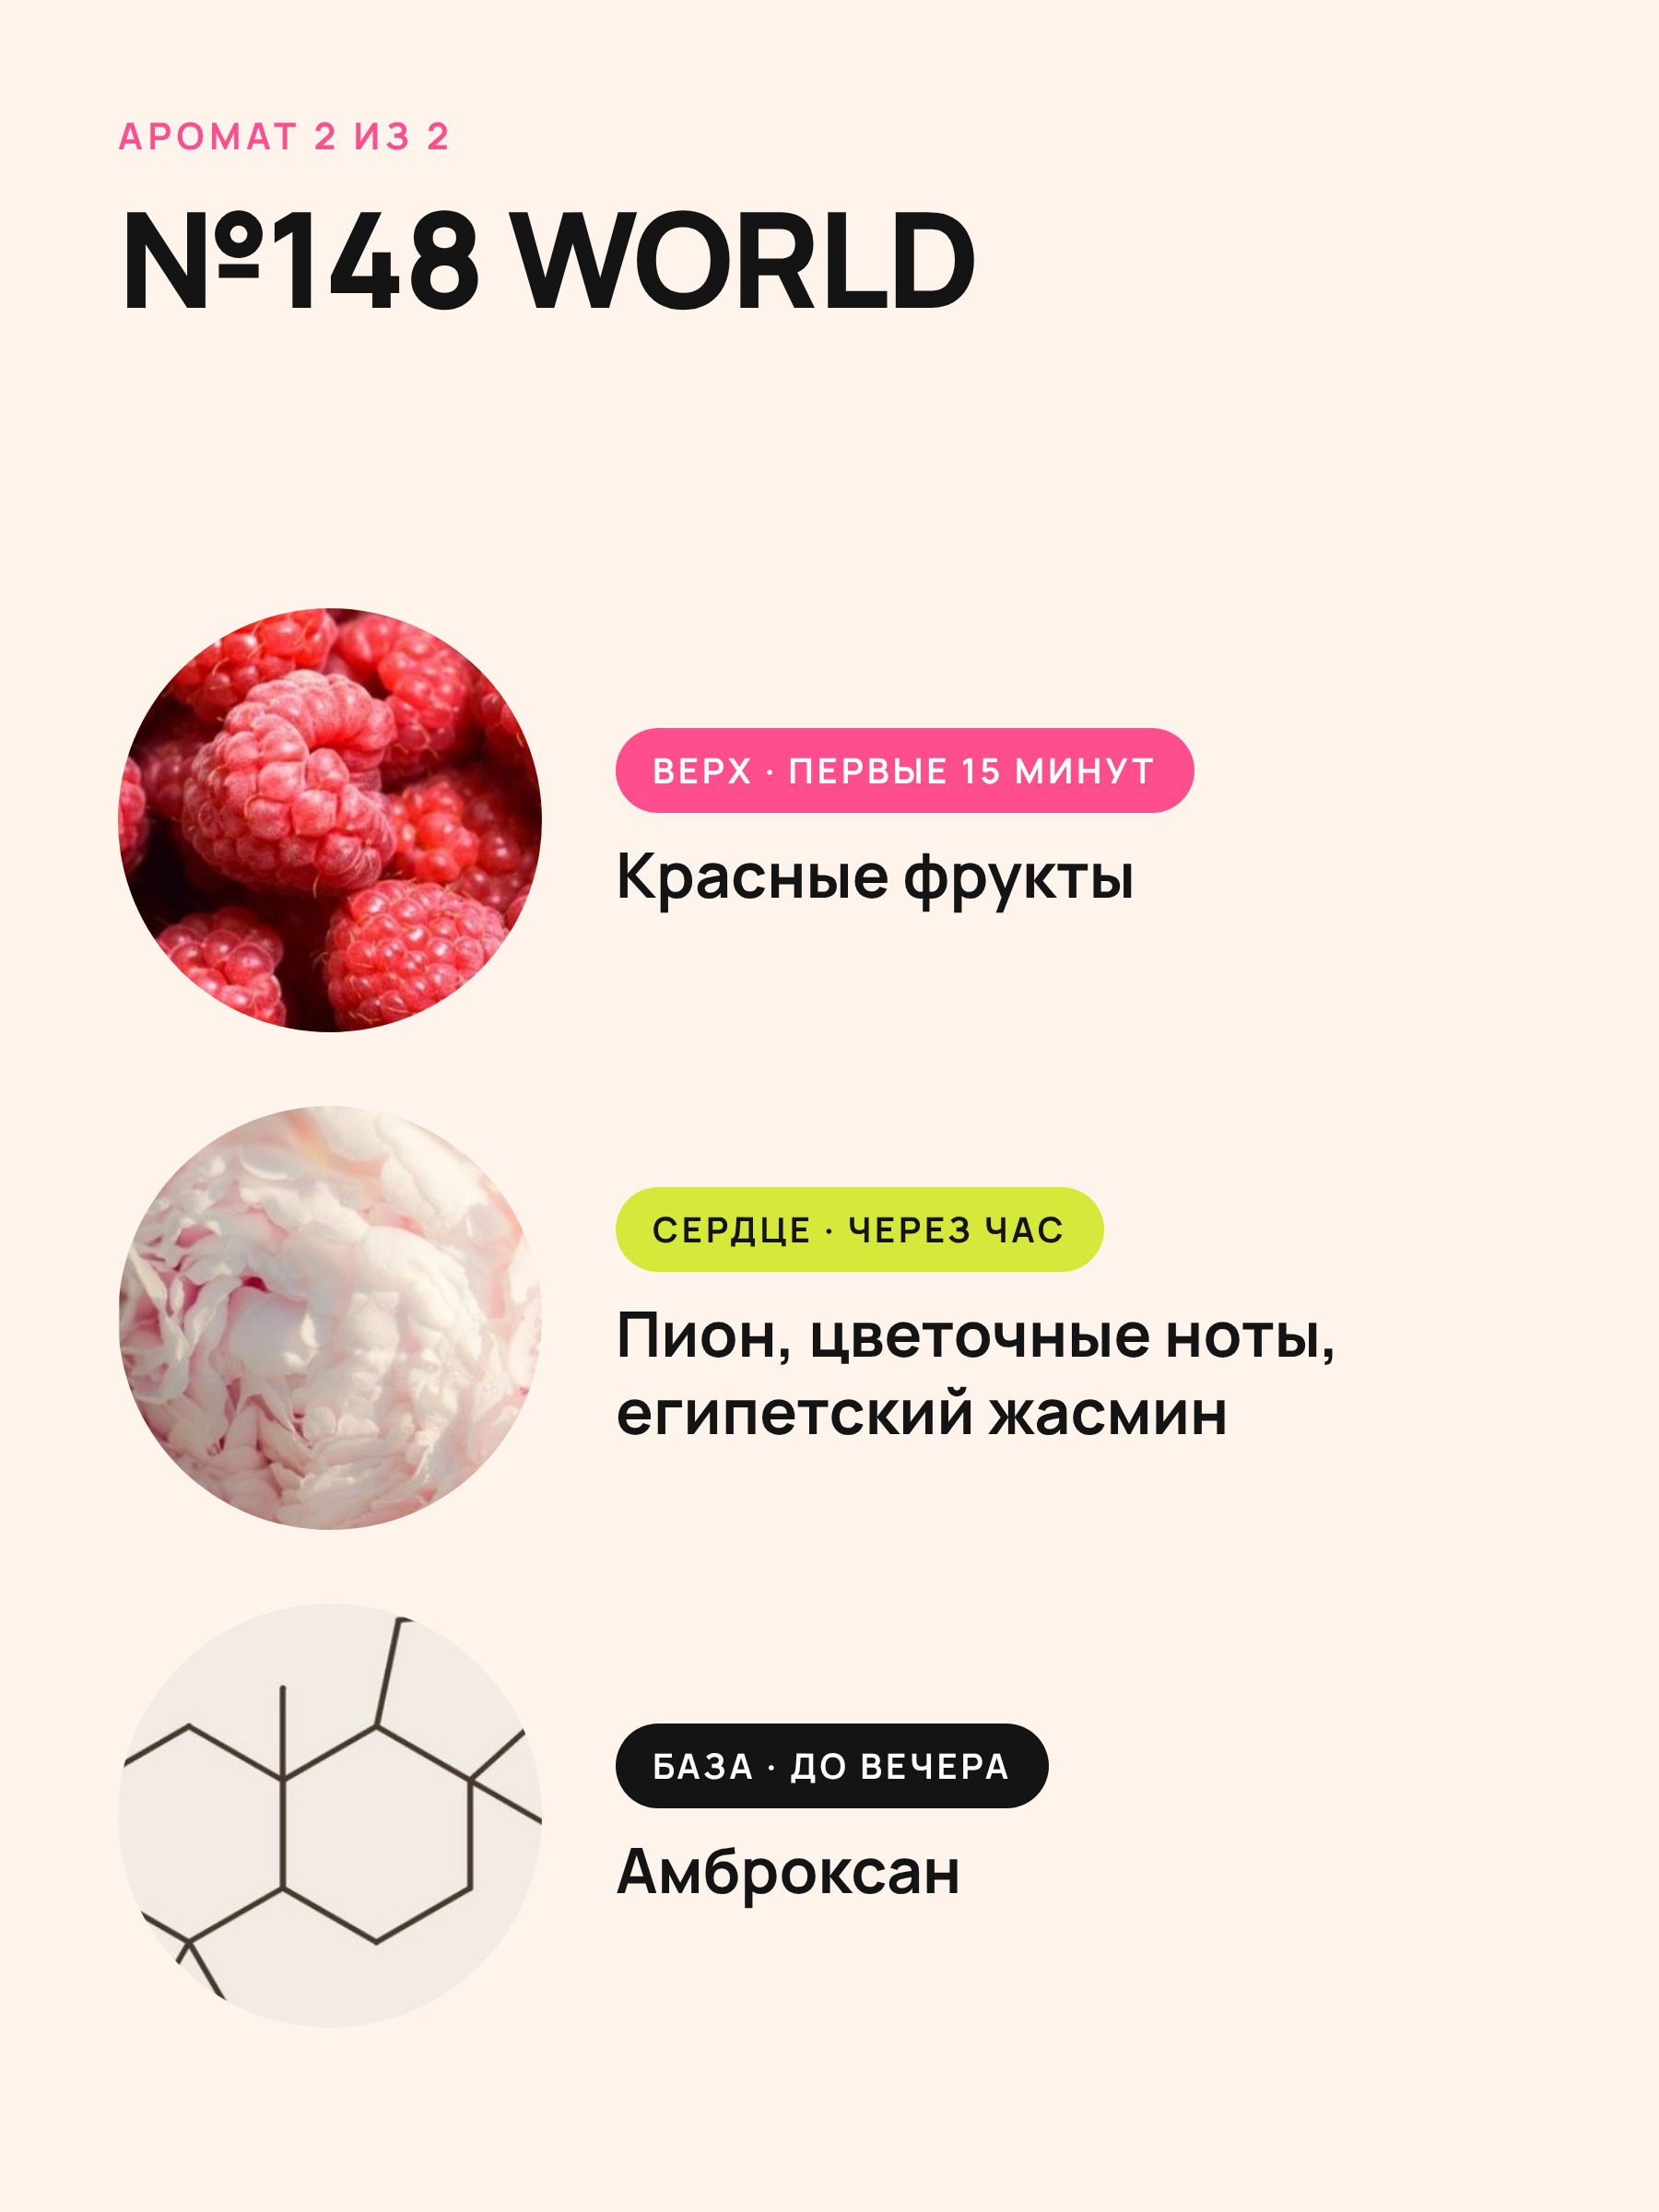 АРОМАТ 2 ИЗ 2
№148 WORLD
ВЕРХ · ПЕРВЫЕ 15 МИНУТ
Красные фрукты
СЕРДЦЕ · ЧЕРЕЗ ЧАС
Пион, цветочные ноты,
египетский жасмин
БАЗА · ДО ВЕЧЕРА
Амброксан